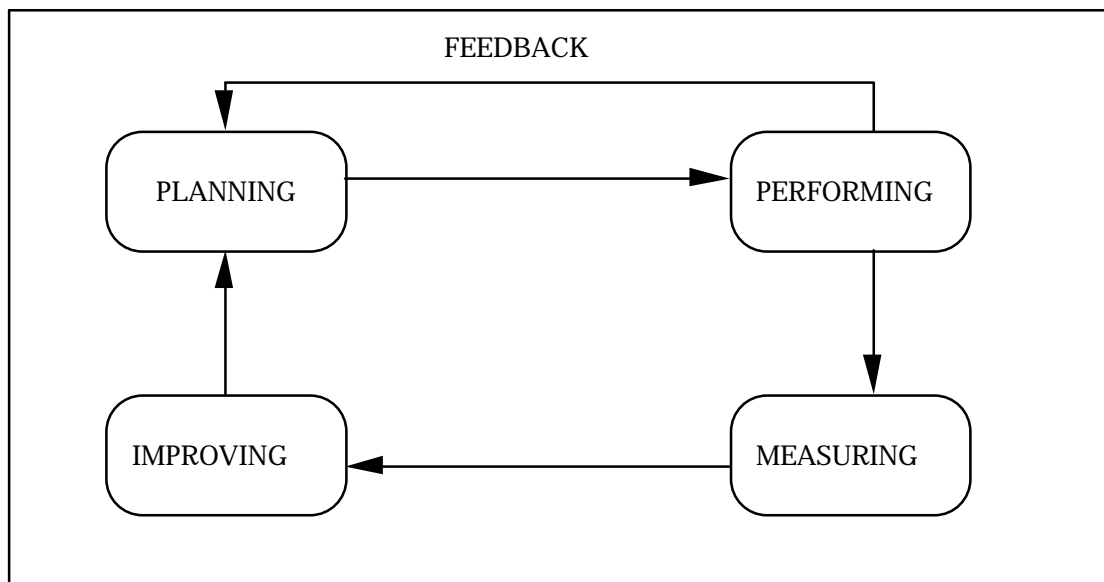 FEEDBACK
PLANNING
PERFORMING
IMPROVING
MEASURING